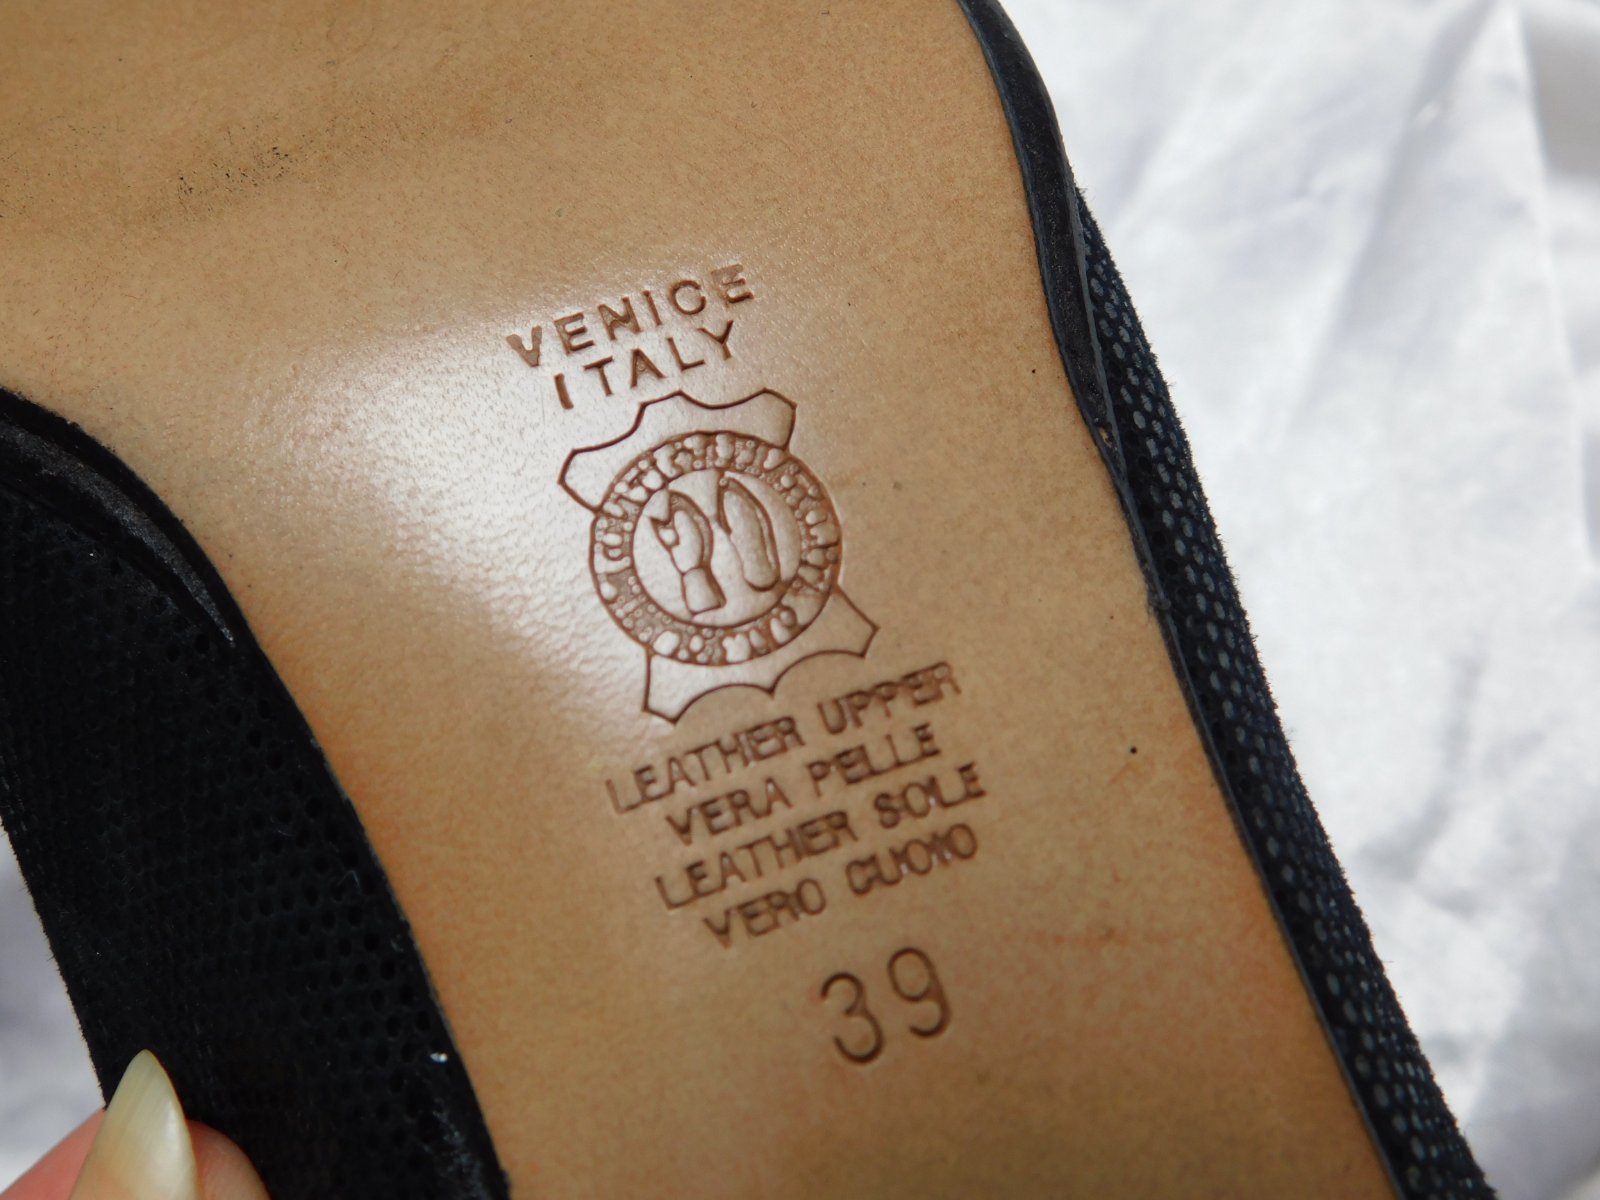 VENICE
ITALY
LEATHER UPPER
VERA PELLE
LEATHER SOLE
VERO CUOIO
39